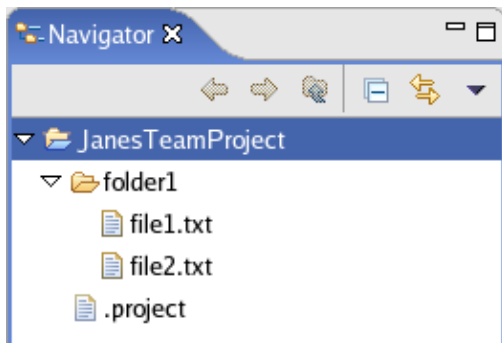 Navigator
JanesTeamProject
folder1
file1.txt
file2.txt
.project